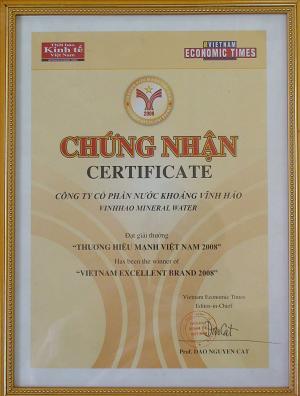 Thời báo
Kinh tế
Việt Nam
VIETNAM
ECONOMIC TIMES
2008
CHỨNG NHẬN
CERTIFICATE
CÔNG TY CỔ PHẦN NƯỚC KHOÁNG VĨNH HẢO
VINHHAO MINERAL WATER
Đạt giải thưởng
"THƯƠNG HIỆU MẠNH VIỆT NAM 2008"
Has been the winner of
"VIETNAM EXCELLENT BRAND 2008"
Vietnam Economic Times
Editor-in-Chief
Prof. DAO NGUYEN CAT